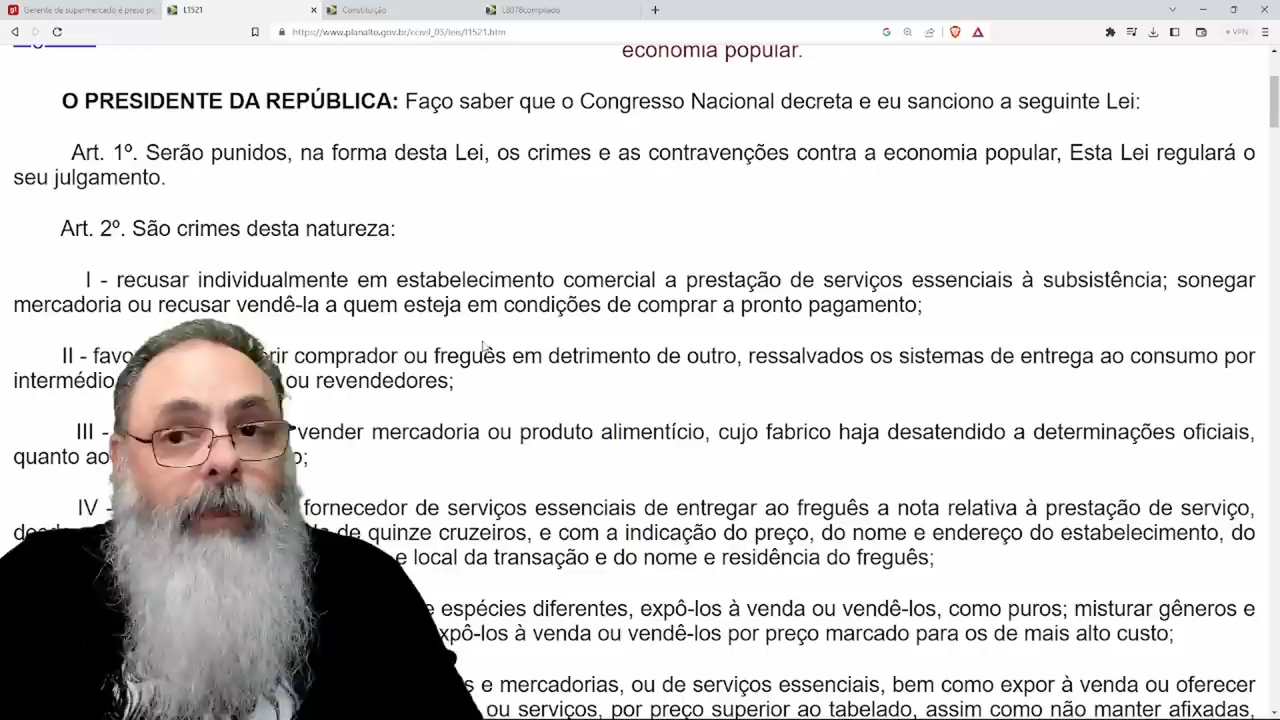 Gerente de supermercado é preso po
L1521
Constituição
L8078compilado
https://www.planalto.gov.br/ccivil_03/leis/l1521.htm
VPN
economia popular.
O PRESIDENTE DA REPÚBLICA: Faço saber que o Congresso Nacional decreta e eu sanciono a seguinte Lei:
Art. 1º. Serão punidos, na forma desta Lei, os crimes e as contravenções contra a economia popular, Esta Lei regulará o
seu julgamento.
Art. 2º. São crimes desta natureza:
I - recusar individualmente em estabelecimento comercial a prestação de serviços essenciais à subsistência; sonegar
mercadoria ou recusar vendê-la a quem esteja em condições de comprar a pronto pagamento;
II - favo rir comprador ou freguês em detrimento de outro, ressalvados os sistemas de entrega ao consumo por
intermédio ou revendedores;
III - vender mercadoria ou produto alimentício, cujo fabrico haja desatendido a determinações oficiais,
quanto ao o;
IV - fornecedor de serviços essenciais de entregar ao freguês a nota relativa à prestação de serviço,
de quinze cruzeiros, e com a indicação do preço, do nome e endereço do estabelecimento, do
e local da transação e do nome e residência do freguês;
e espécies diferentes, expô-los à venda ou vendê-los, como puros; misturar gêneros e
xpô-los à venda ou vendê-los por preço marcado para os de mais alto custo;
s e mercadorias, ou de serviços essenciais, bem como expor à venda ou oferecer
ou serviços, por preço superior ao tabelado, assim como não manter afixadas,